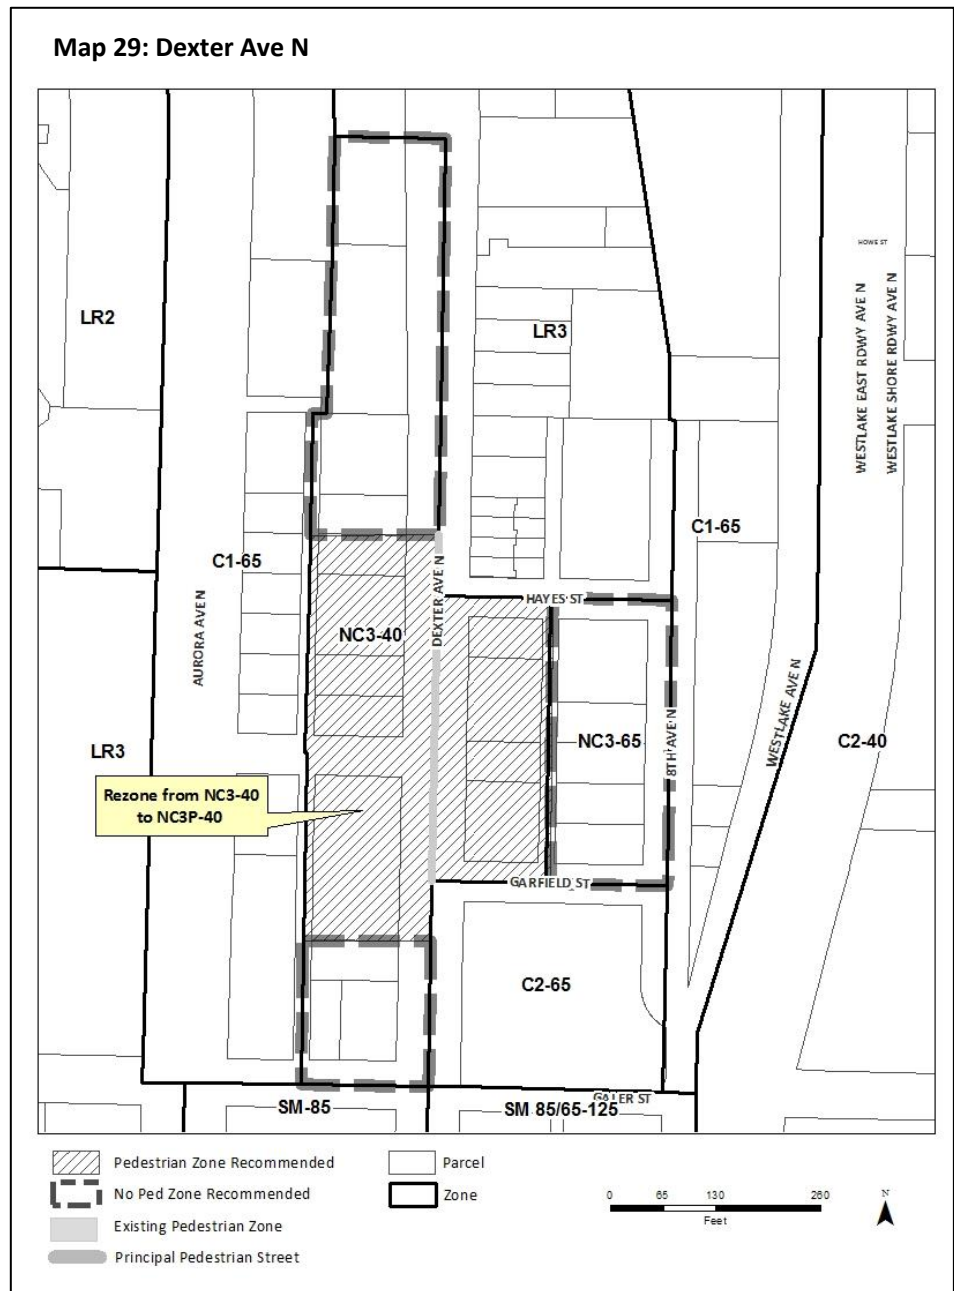 Map 29: Dexter Ave N
HOWE ST
WESTLAKE EAST RDWY AVE N
WESTLAKE SHORE RDWY AVE N
LR2
LR3
C1-65
C1-65
DEXTER AVE N
HAYES ST
AURORA AVE N
NC3-40
NC3-65
8TH AVE N
WESTLAKE AVE N
C2-40
LR3
Rezone from NC3-40
to NC3P-40
GARFIELD ST
C2-65
GALER ST
SM-85
SM 85/65-125
Pedestrian Zone Recommended
Parcel
No Ped Zone Recommended
Zone
Existing Pedestrian Zone
Principal Pedestrian Street
0 65 130 260
Feet
N